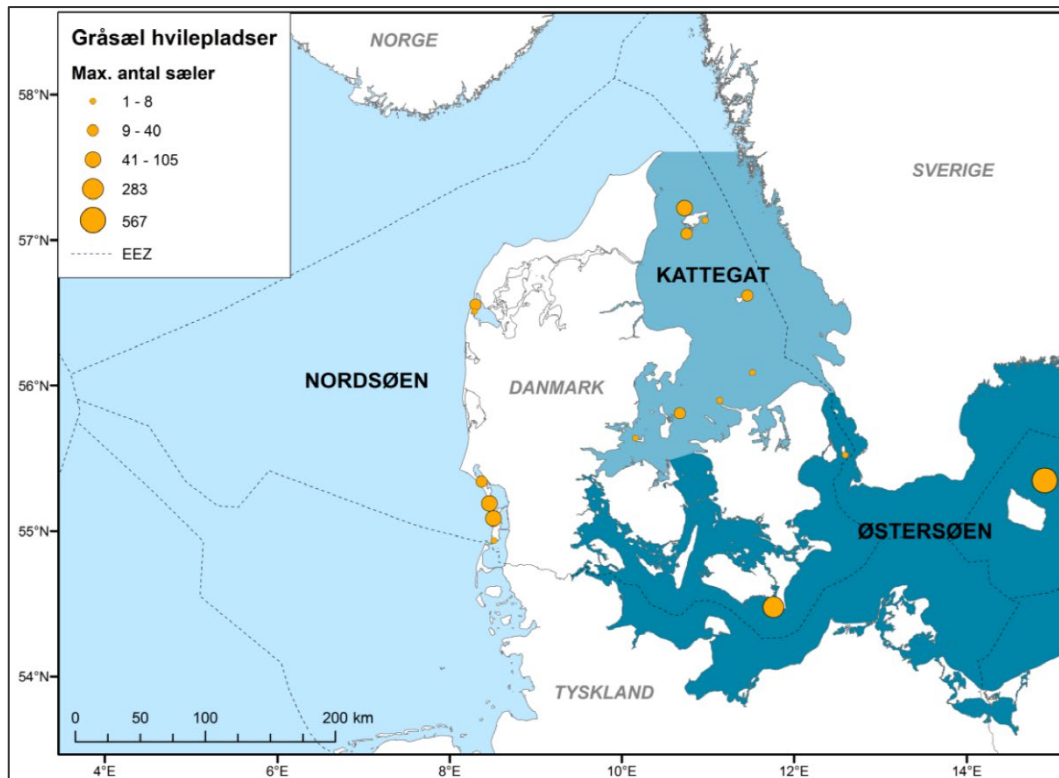 Gråsæl hvilepladser
Max. antal sæler
1 - 8
9 - 40
41 - 105
283
567
EEZ
NORGE
SVERIGE
KATTEGAT
NORDSØEN
DANMARK
ØSTERSØEN
TYSKLAND
58°N
57°N
56°N
55°N
54°N
0 50 100 200 km
4°E 6°E 8°E 10°E 12°E 14°E